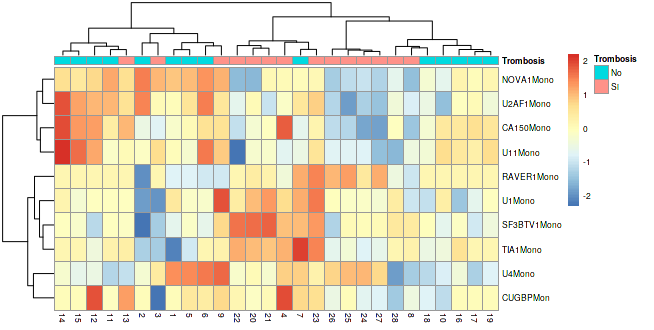 Trombosis
NOVA1Mono
U2AF1Mono
CA150Mono
U11Mono
RAVER1Mono
U1Mono
SF3BTV1Mono
TIA1Mono
U4Mono
CUGBPMon
14 15 12 11 13 2 3 1 5 6 9 22 20 21 4 7 23 26 25 24 27 28 8 18 10 16 17 19
2
1
0
-1
-2
Trombosis
No
SI